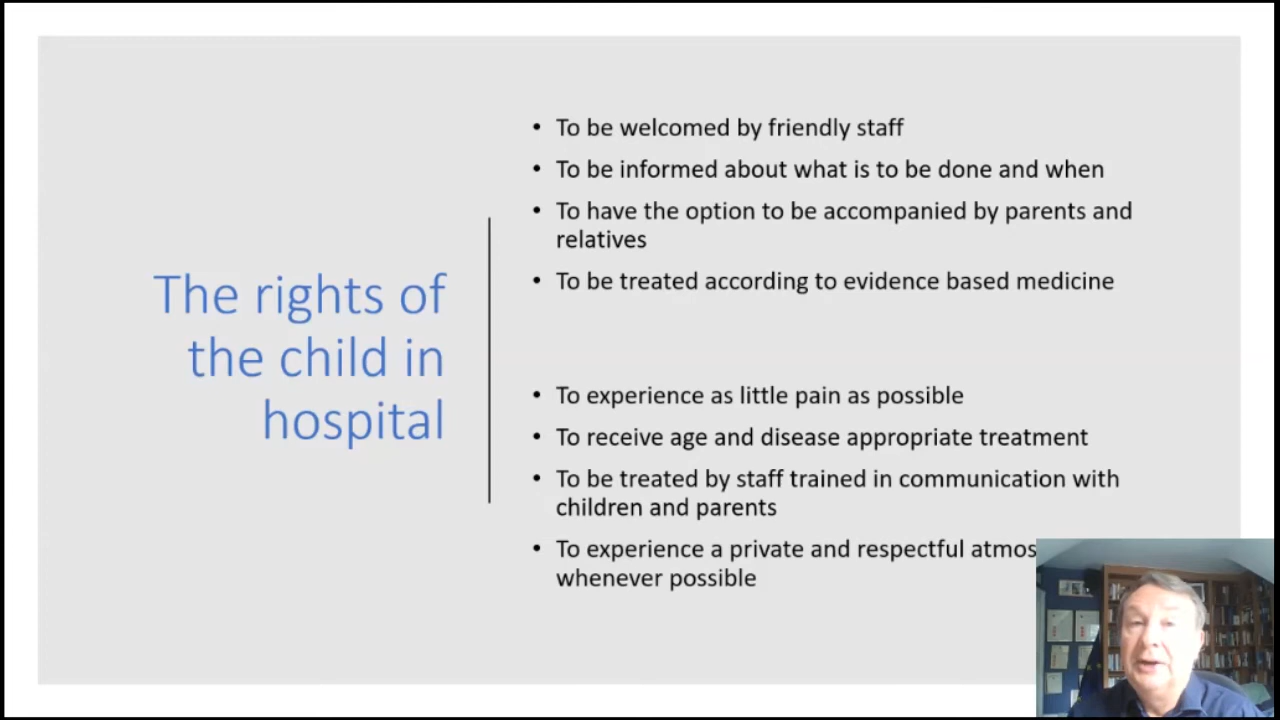 The rights of
the child in
hospital
• To be welcomed by friendly staff
• To be informed about what is to be done and when
• To have the option to be accompanied by parents and
relatives
• To be treated according to evidence based medicine
• To experience as little pain as possible
• To receive age and disease appropriate treatment
• To be treated by staff trained in communication with
children and parents
• To experience a private and respectful atmos
whenever possible